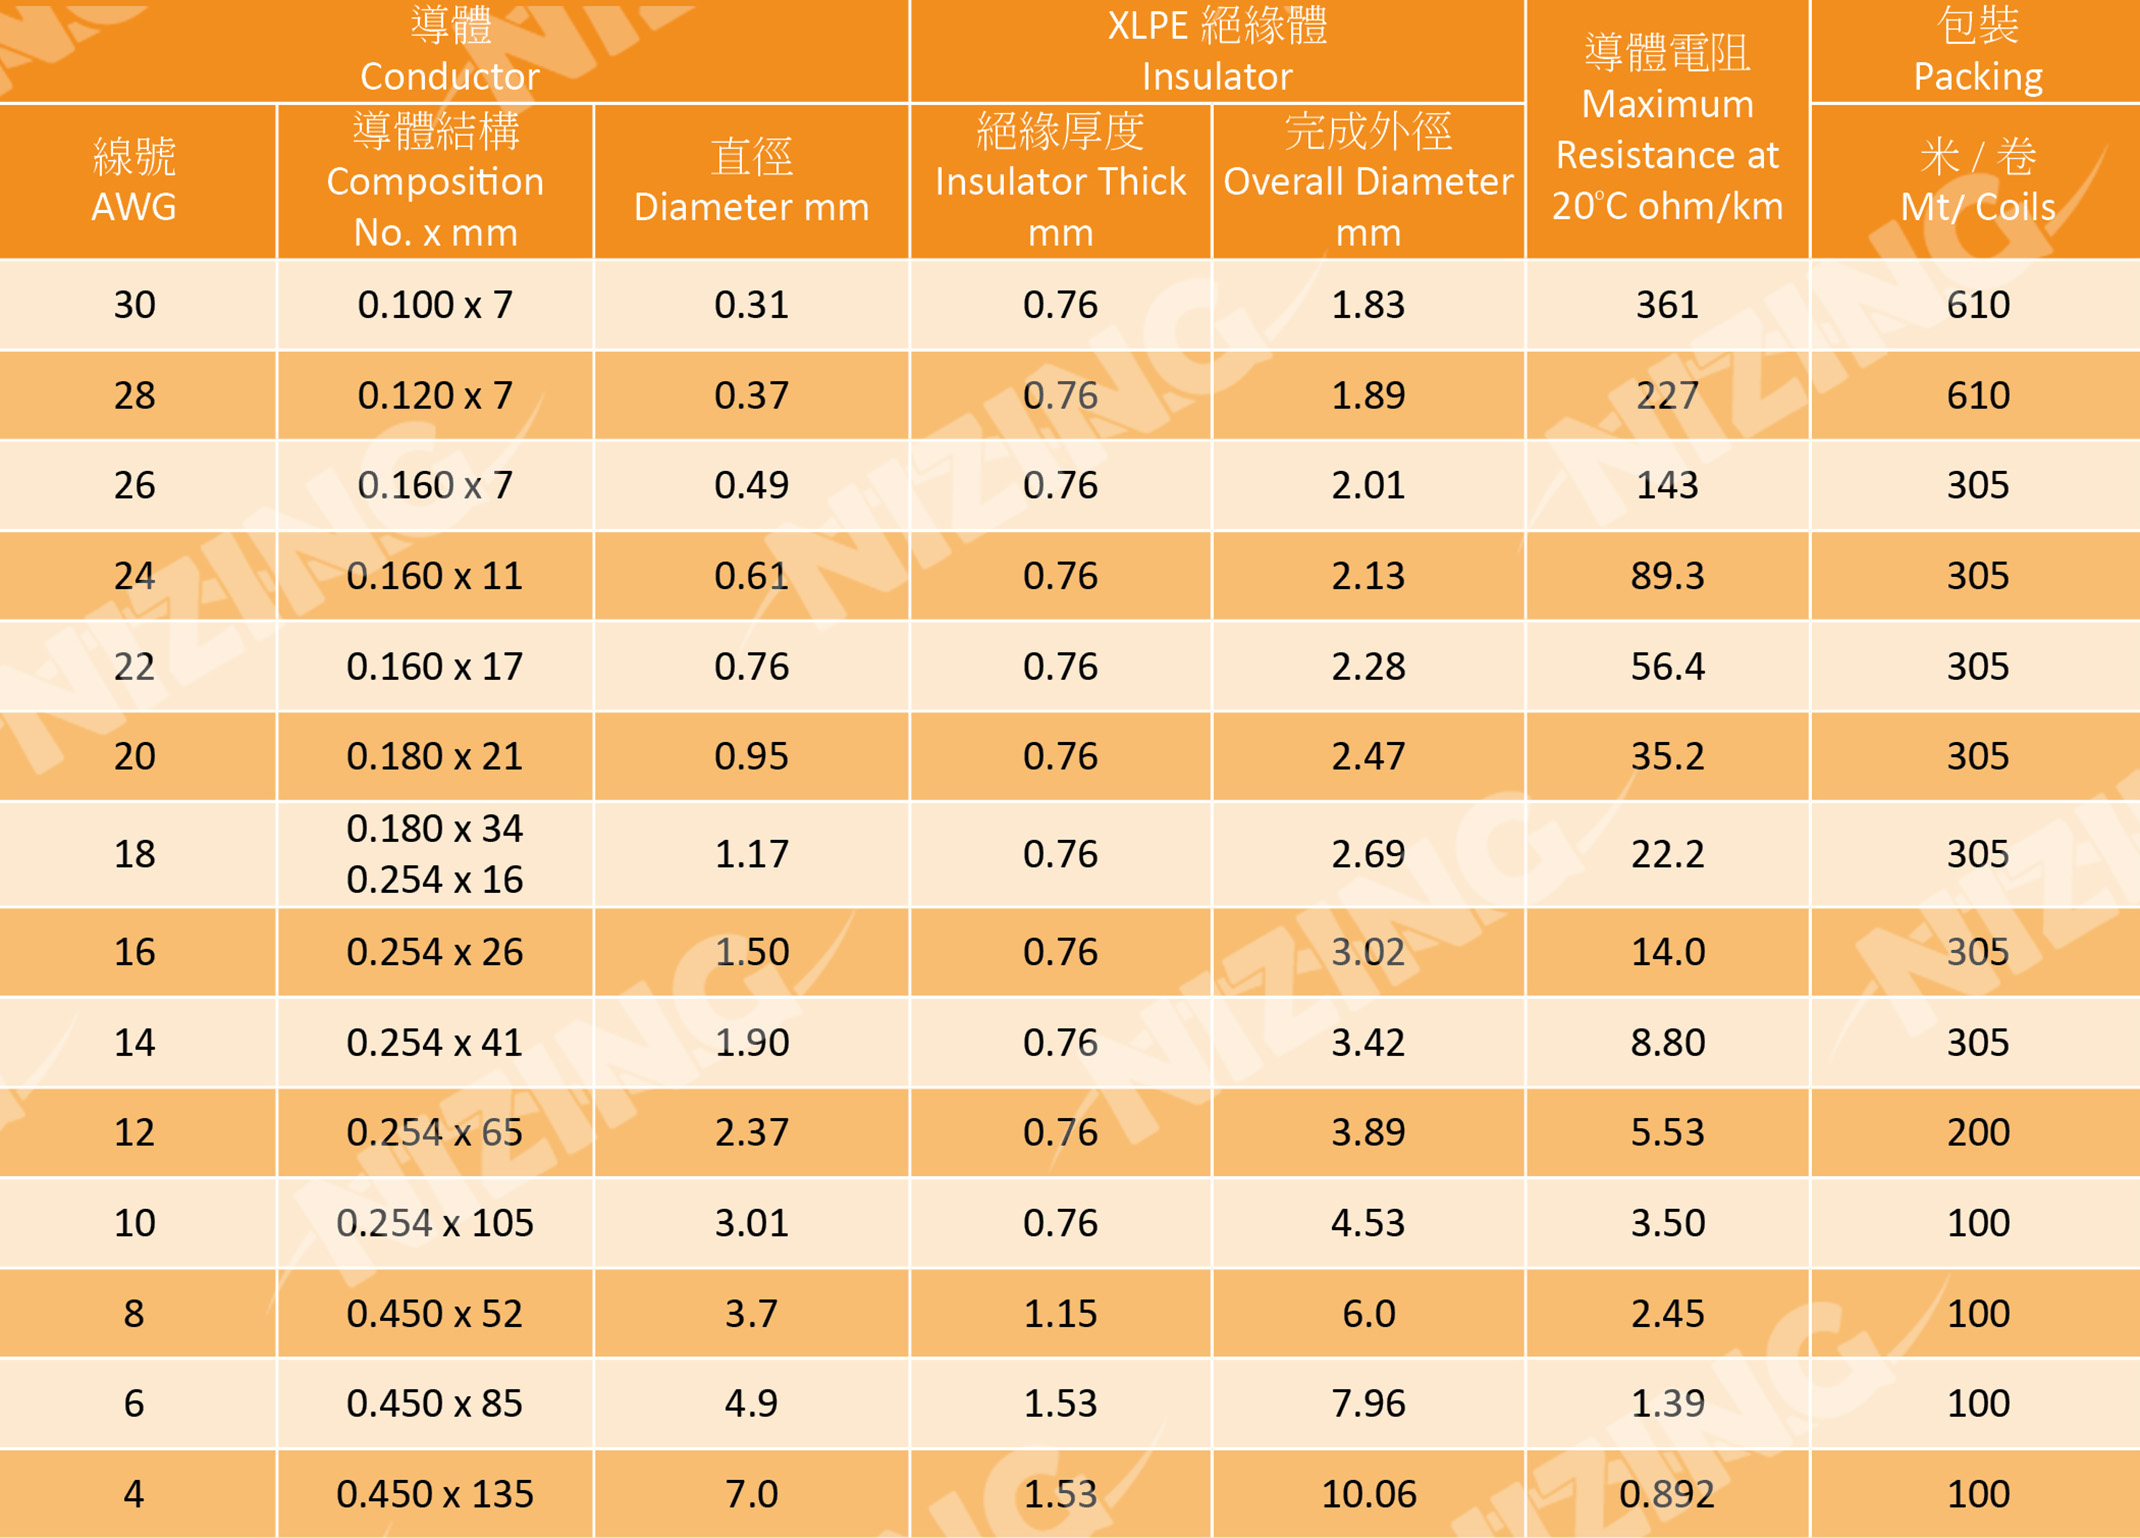 導體
Conductor
XLPE 絕緣體
Insulator
導體電阻
Maximum
Resistance at
20°C ohm/km
包裝
Packing
線號
AWG
導體結構
Composition
No. x mm
直徑
Diameter mm
絕緣厚度
Insulator Thick
mm
完成外徑
Overall Diameter
mm
米 / 卷
Mt/ Coils
30 0.100 x 7 0.31 0.76 1.83 361 610
28 0.120 x 7 0.37 0.76 1.89 227 610
26 0.160 x 7 0.49 0.76 2.01 143 305
24 0.160 x 11 0.61 0.76 2.13 89.3 305
22 0.160 x 17 0.76 0.76 2.28 56.4 305
20 0.180 x 21 0.95 0.76 2.47 35.2 305
18 0.180 x 34 0.254 x 16 1.17 0.76 2.69 22.2 305
16 0.254 x 26 1.50 0.76 3.02 14.0 305
14 0.254 x 41 1.90 0.76 3.42 8.80 305
12 0.254 x 65 2.37 0.76 3.89 5.53 200
10 0.254 x 105 3.01 0.76 4.53 3.50 100
8 0.450 x 52 3.7 1.15 6.0 2.45 100
6 0.450 x 85 4.9 1.53 7.96 1.39 100
4 0.450 x 135 7.0 1.53 10.06 0.892 100
NIZING